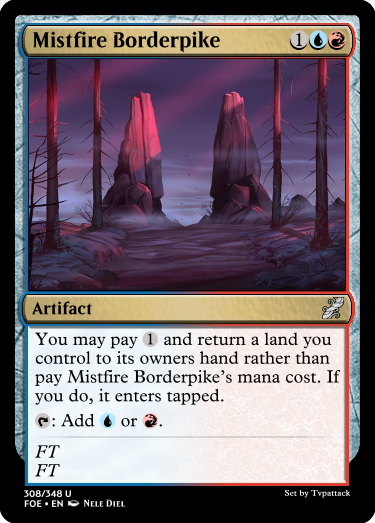 Mistfire Borderpike 1
Artifact
You may pay 1 and return a land you
control to its owners hand rather than
pay Mistfire Borderpike's mana cost. If
you do, it enters tapped.
: Add or .
FT
FT
308/348 U
FOE • EN Nele Diel
Set by Tvpattack